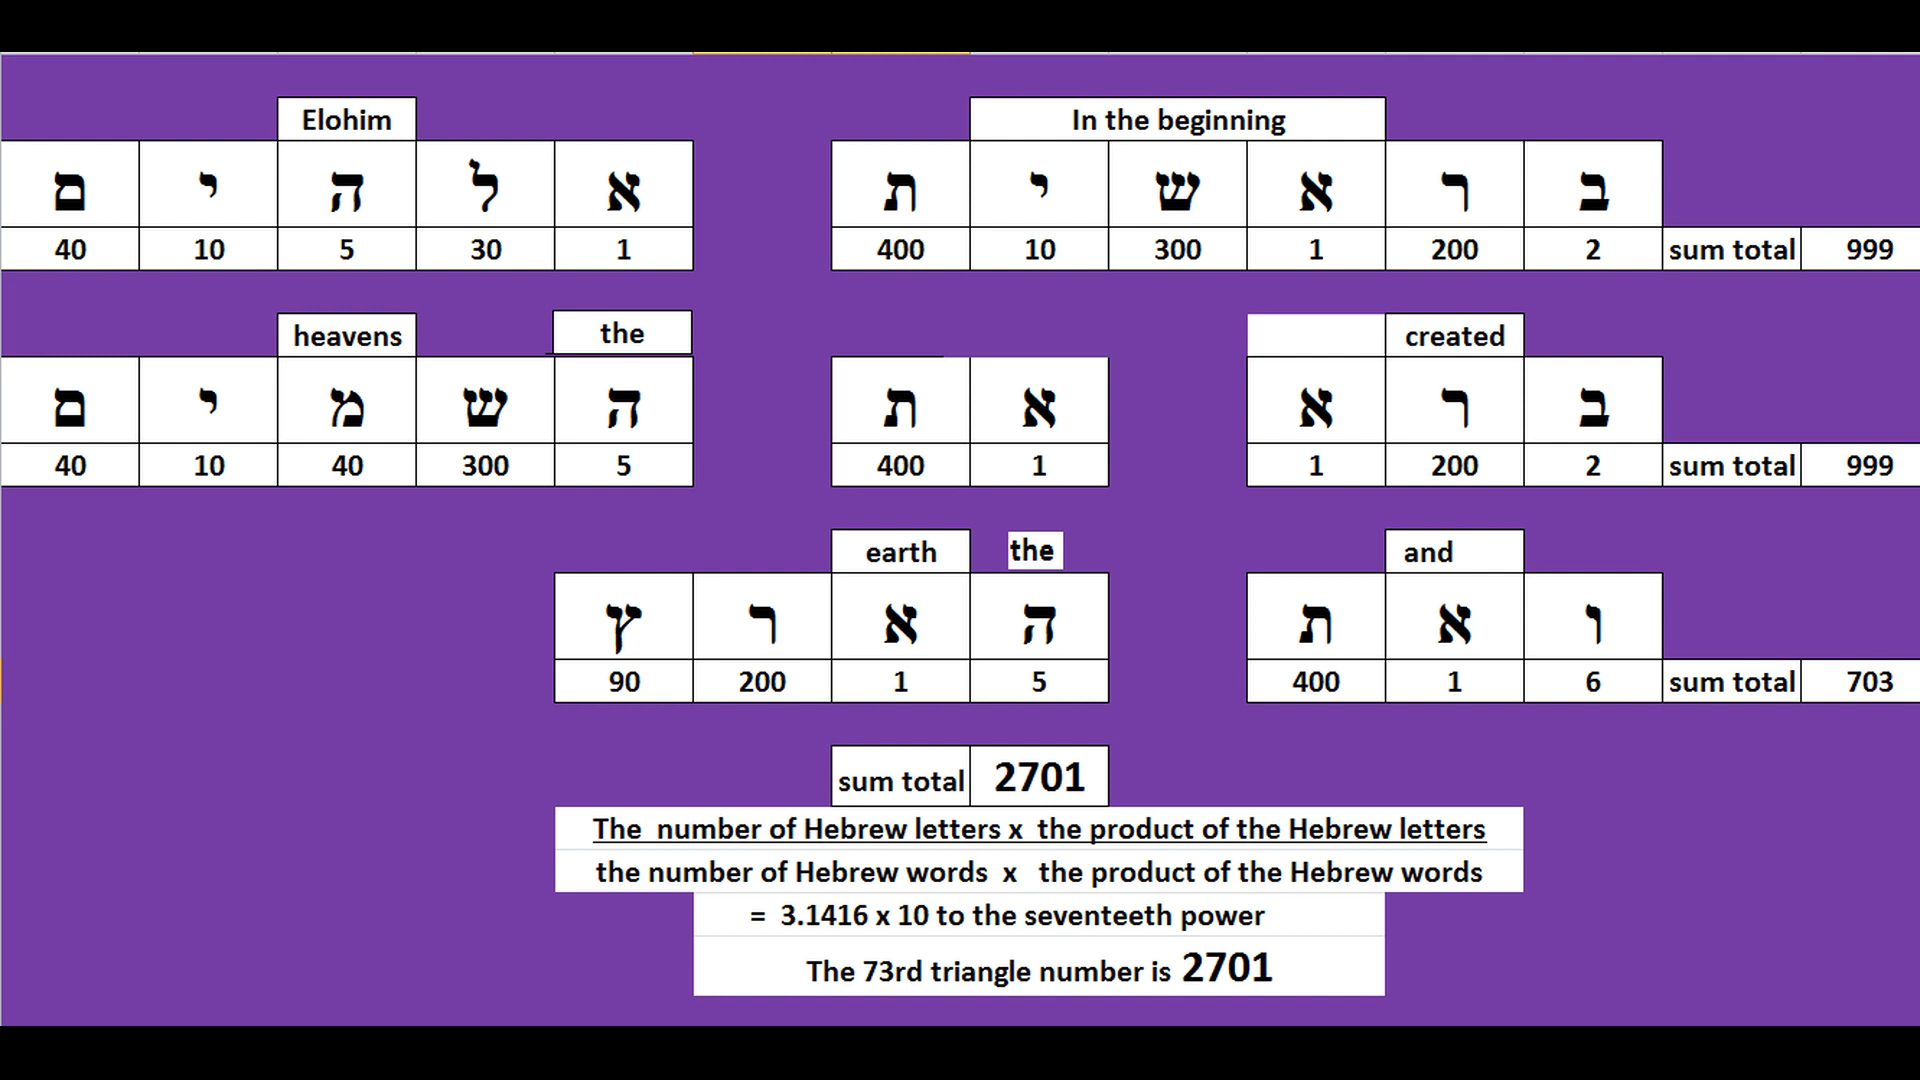 Elohim In the beginning
ם י ה ל א ת י ש א ר ב
40 10 5 30 1 400 10 300 1 200 2 sum total 999
heavens the created
ם י מ ש ה ת א א ר ב
40 10 40 300 5 400 1 1 200 2 sum total 999
earth the and
ץ ר א ה ת א ו
90 200 1 5 400 1 6 sum total 703
sum total 2701
The number of Hebrew letters x the product of the Hebrew letters
the number of Hebrew words x the product of the Hebrew words
= 3.1416 x 10 to the seventeeth power
The 73rd triangle number is 2701